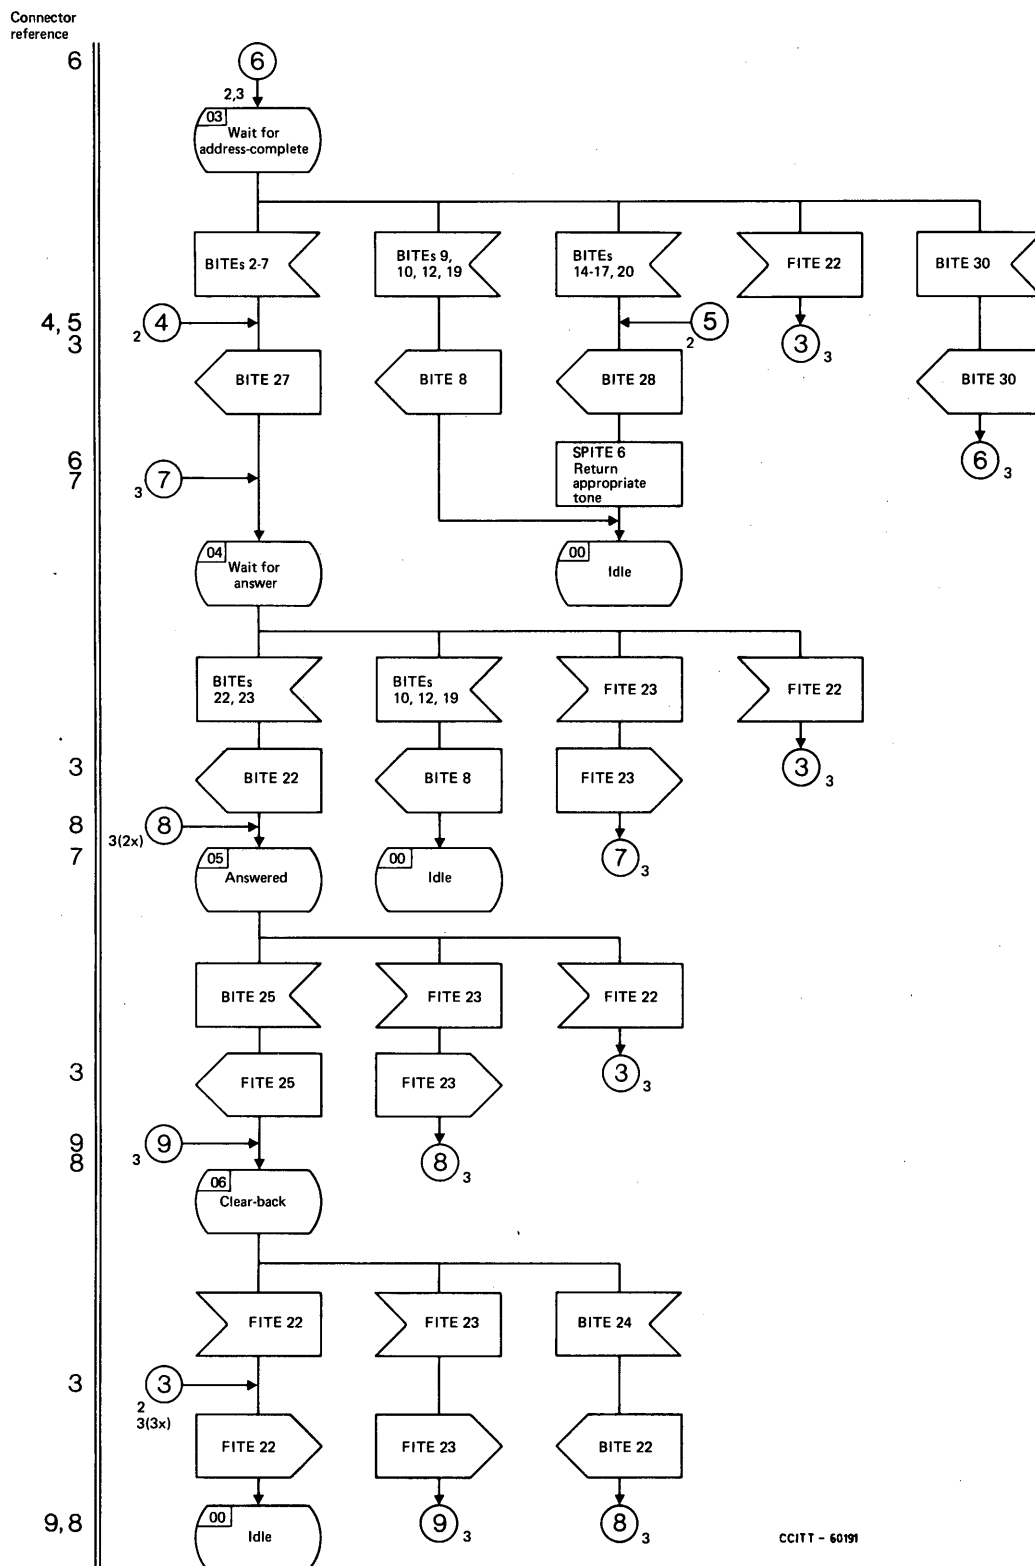 Connector
reference
6
6
2,3
03
Wait for
address-complete
BITEs 2-7
BITEs 9,
10, 12, 19
BITEs
14-17, 20
FITE 22
BITE 30
4, 5
3
2
4
5
2
3
3
BITE 27
BITE 8
BITE 28
BITE 30
6
7
3
7
SPITE 6
Return
appropriate
tone
6
3
04
Wait for
answer
00
Idle
BITEs
22, 23
BITEs
10, 12, 19
FITE 23
FITE 22
3
BITE 22
BITE 8
FITE 23
3
3
8
3(2x)
8
7
05
Answered
00
Idle
7
3
BITE 25
FITE 23
FITE 22
3
FITE 25
FITE 23
3
3
9
8
3
9
8
3
06
Clear-back
FITE 22
FITE 23
BITE 24
3
3
2
3(3x)
FITE 22
FITE 23
BITE 22
9, 8
00
Idle
9
3
8
3
CCITT - 60191